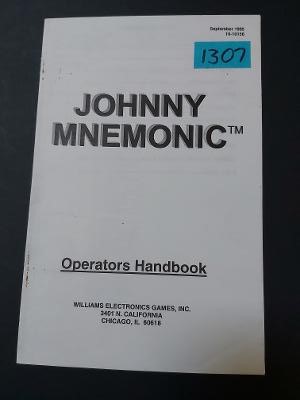 September 1995
1307
JOHNNY
MNEMONIC™
Operators Handbook
WILLIAMS ELECTRONICS GAMES, INC.
3401 N. CALIFORNIA
CHICAGO, IL 60618